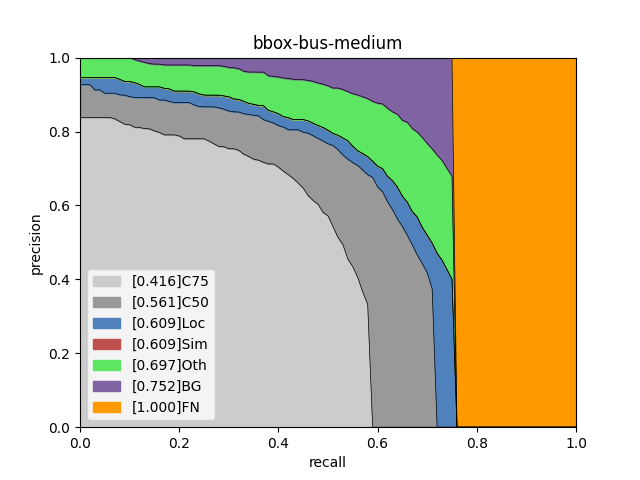 bbox-bus-medium
precision
1.0
0.8
0.6
0.4
0.2
0.0
[0.416]C75
[0.561]C50
[0.609]Loc
[0.609]Sim
[0.697]Oth
[0.752]BG
[1.000]FN
0.0 0.2 0.4 0.6 0.8 1.0
recall